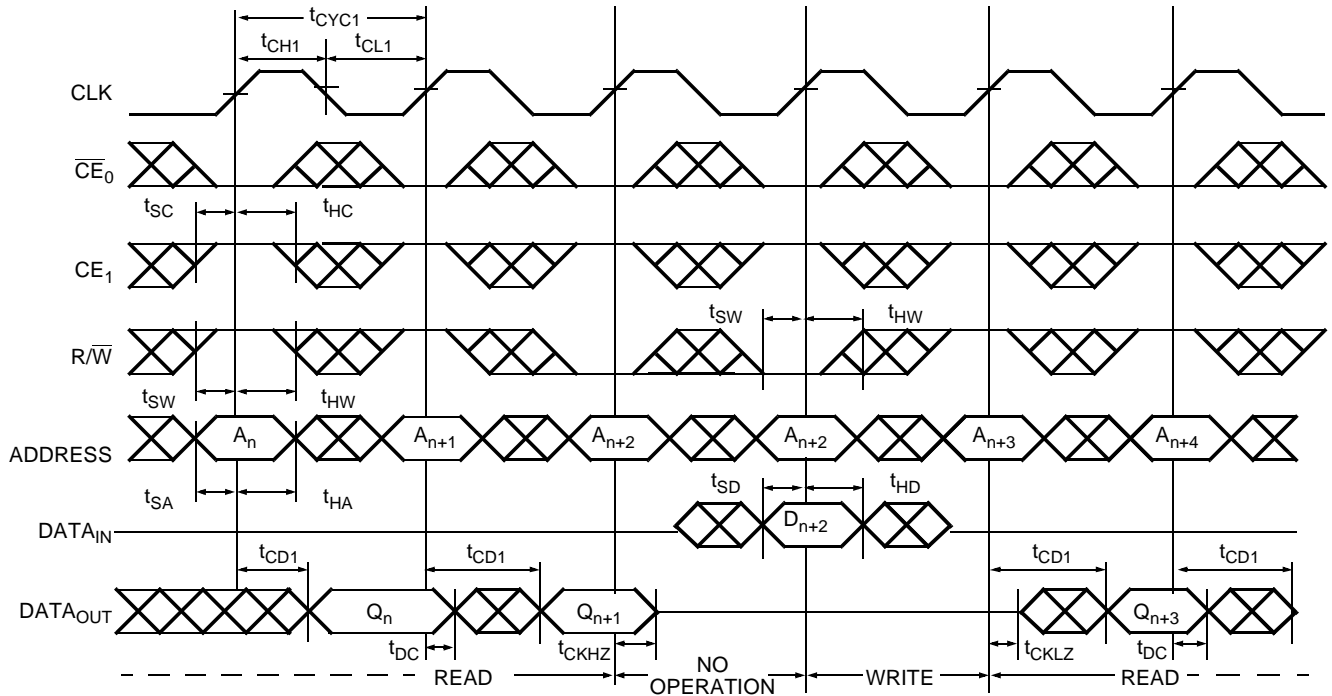 tCYC1
tCH1 tCL1
CLK
CE0
tSC tHC
CE1
tSW tHW
R/W
tSW tHW
An An+1 An+2 An+2 An+3 An+4
ADDRESS
tSA tHA tSD tHD
DATAIN Dn+2
tCD1 tCD1 tCD1 tCD1
DATAOUT Qn Qn+1 Qn+3
tDC tCKHZ tCKLZ tDC
READ NO OPERATION WRITE READ